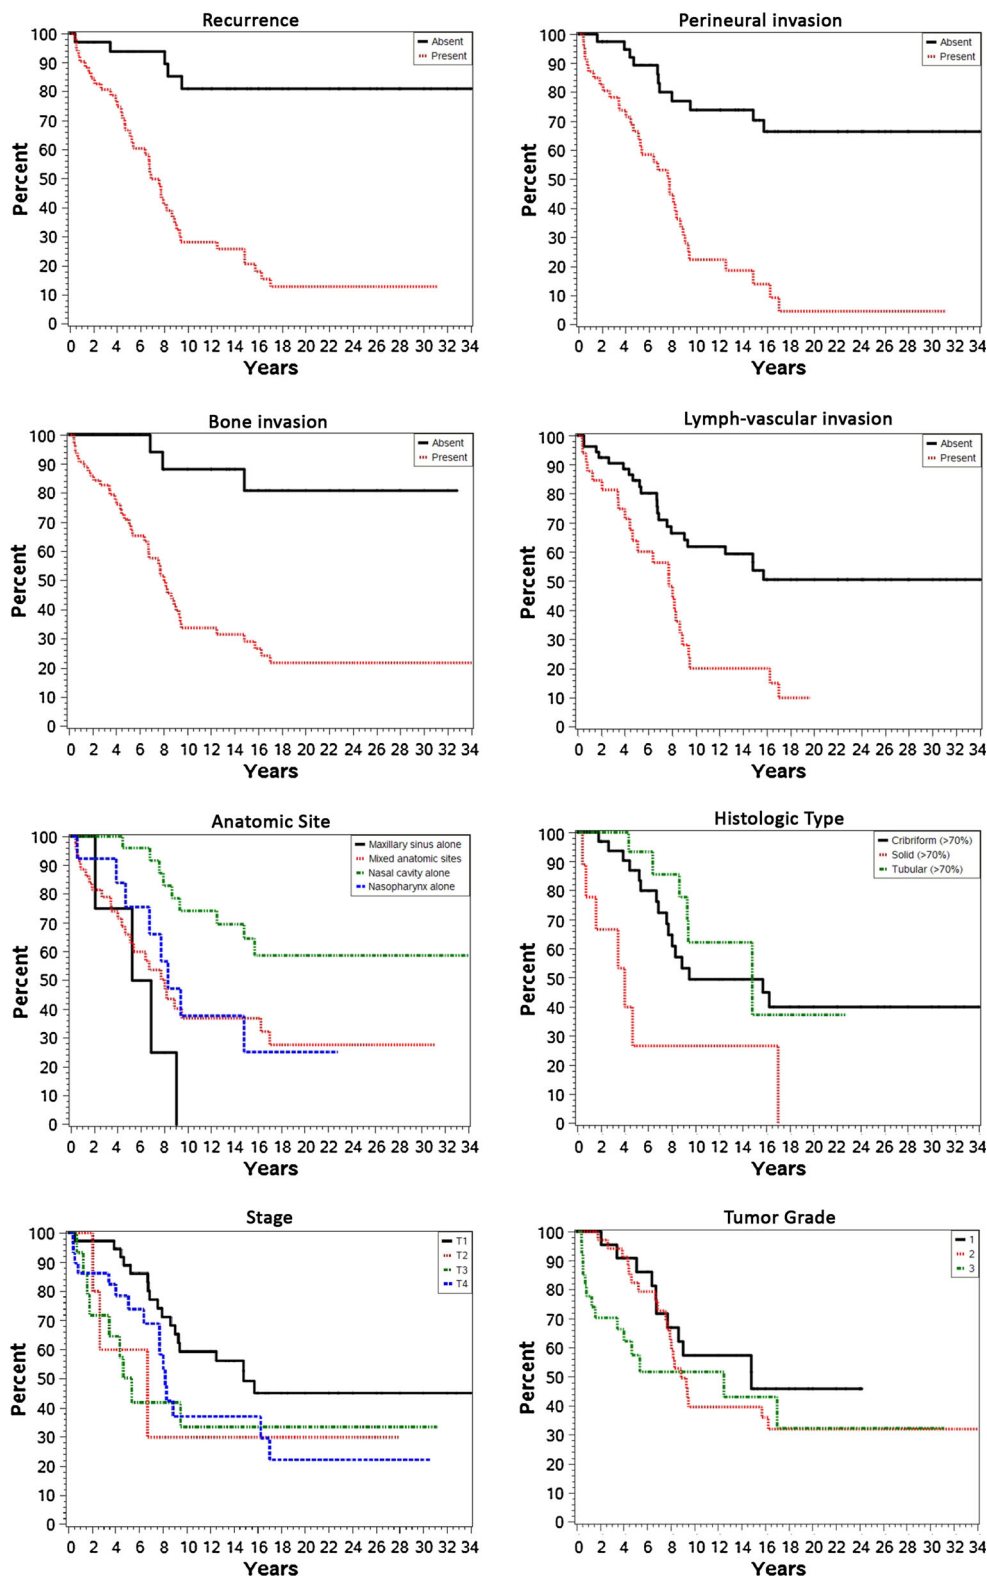 Recurrence
100
90
80
70
60
50
40
30
20
10
0
Percent
Absent
Present
0 2 4 6 8 10 12 14 16 18 20 22 24 26 28 30 32 34
Years
Perineural invasion
100
90
80
70
60
50
40
30
20
10
0
Percent
Absent
Present
0 2 4 6 8 10 12 14 16 18 20 22 24 26 28 30 32 34
Years
Bone invasion
100
90
80
70
60
50
40
30
20
10
0
Percent
Absent
Present
0 2 4 6 8 10 12 14 16 18 20 22 24 26 28 30 32 34
Years
Lymph-vascular invasion
100
90
80
70
60
50
40
30
20
10
0
Percent
Absent
Present
0 2 4 6 8 10 12 14 16 18 20 22 24 26 28 30 32 34
Years
Anatomic Site
100
90
80
70
60
50
40
30
20
10
0
Percent
Maxillary sinus alone
Mixed anatomic sites
Nasal cavity alone
Nasopharynx alone
0 2 4 6 8 10 12 14 16 18 20 22 24 26 28 30 32 34
Years
Histologic Type
100
90
80
70
60
50
40
30
20
10
0
Percent
Cribriform (>70%)
Solid (>70%)
Tubular (>70%)
0 2 4 6 8 10 12 14 16 18 20 22 24 26 28 30 32 34
Years
Stage
100
90
80
70
60
50
40
30
20
10
0
Percent
T1
T2
T3
T4
0 2 4 6 8 10 12 14 16 18 20 22 24 26 28 30 32 34
Years
Tumor Grade
100
90
80
70
60
50
40
30
20
10
0
Percent
1
2
3
0 2 4 6 8 10 12 14 16 18 20 22 24 26 28 30 32 34
Years